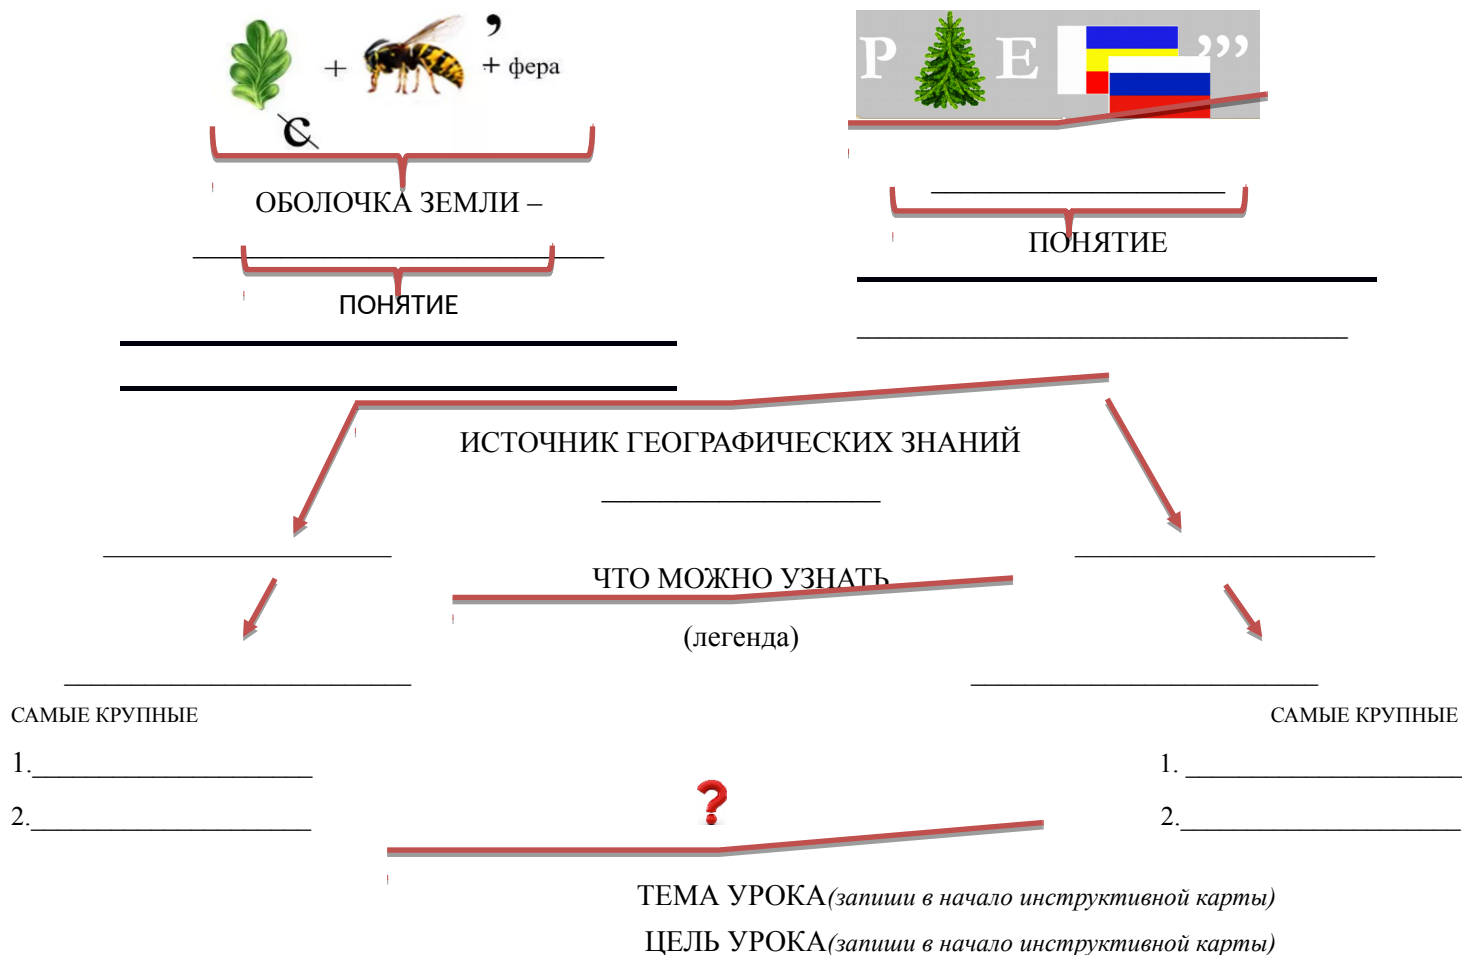 ’
+ + фера
с
Р Е ’’’
ОБОЛОЧКА ЗЕМЛИ –
ПОНЯТИЕ
ПОНЯТИЕ
ИСТОЧНИК ГЕОГРАФИЧЕСКИХ ЗНАНИЙ
ЧТО МОЖНО УЗНАТЬ
(легенда)
САМЫЕ КРУПНЫЕ
1.
2.
САМЫЕ КРУПНЫЕ
1.
2.
?
ТЕМА УРОКА(запиши в начало инструктивной карты)
ЦЕЛЬ УРОКА(запиши в начало инструктивной карты)